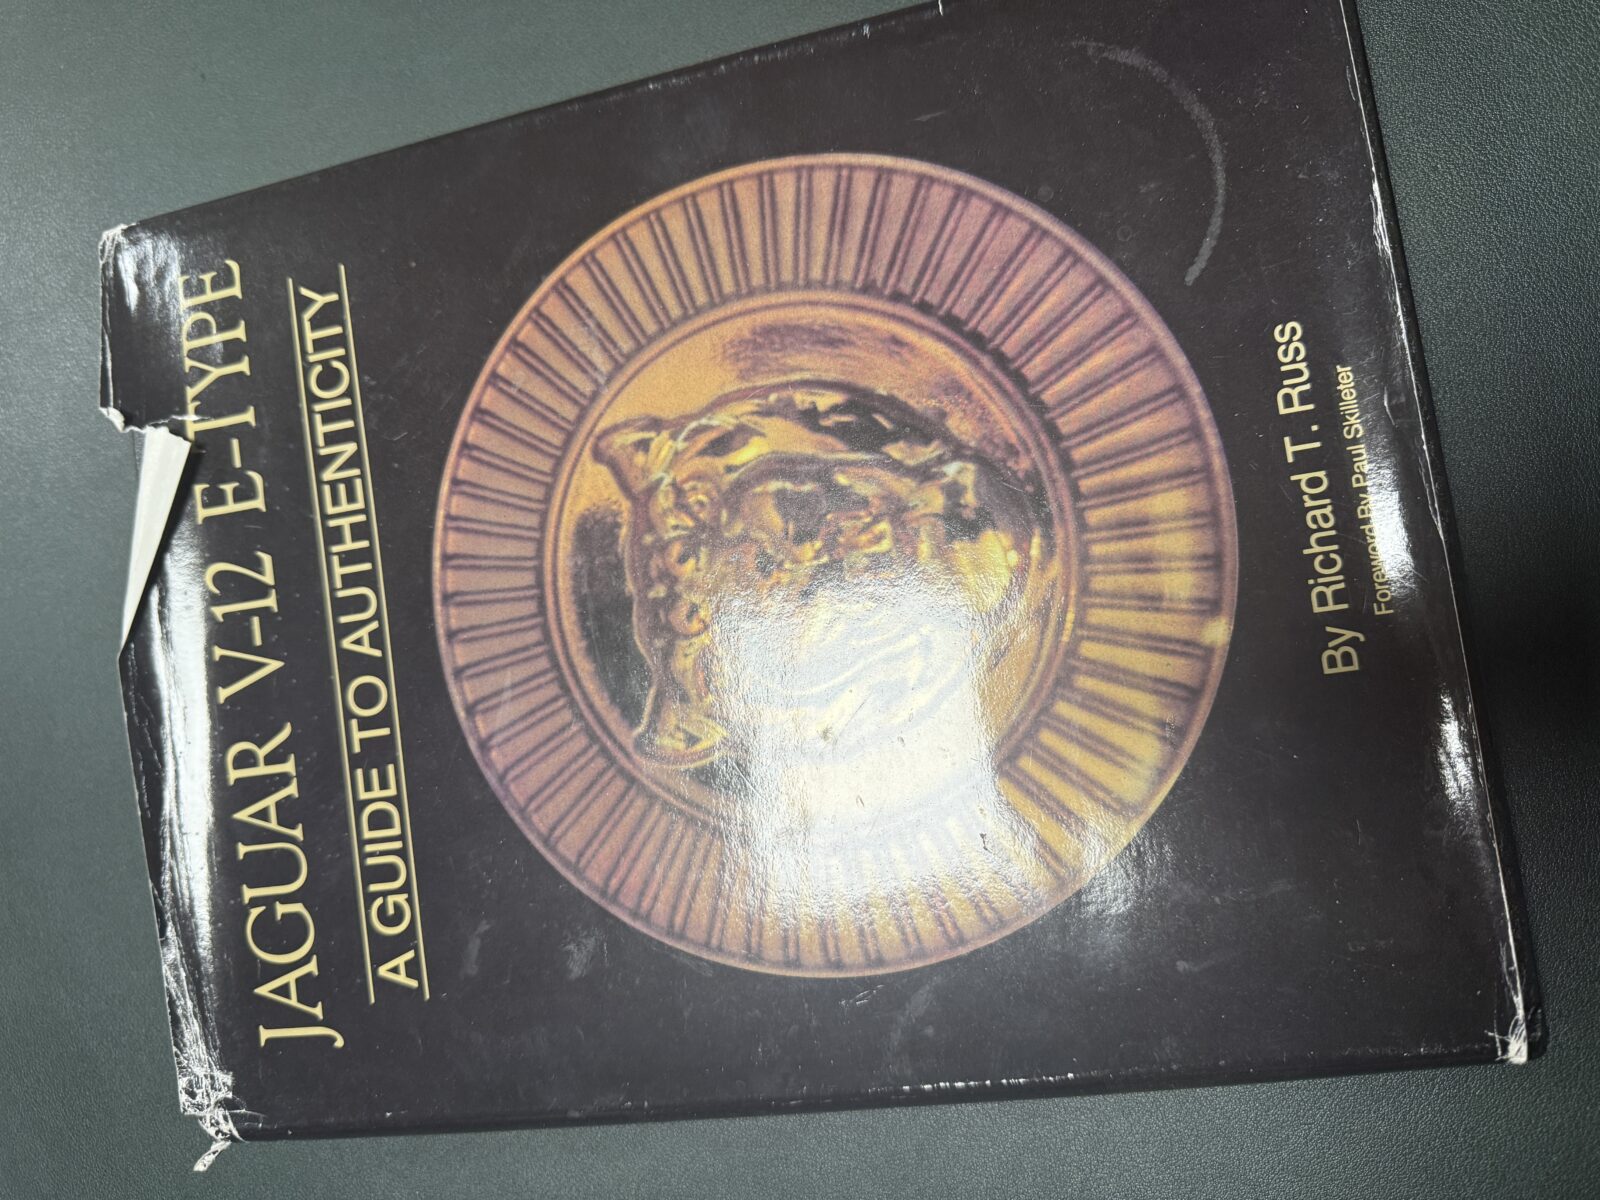 JAGUAR V-12 E-TYPE
A GUIDE TO AUTHENTICITY
By Richard T. Russ
Foreword By Paul Skilleter